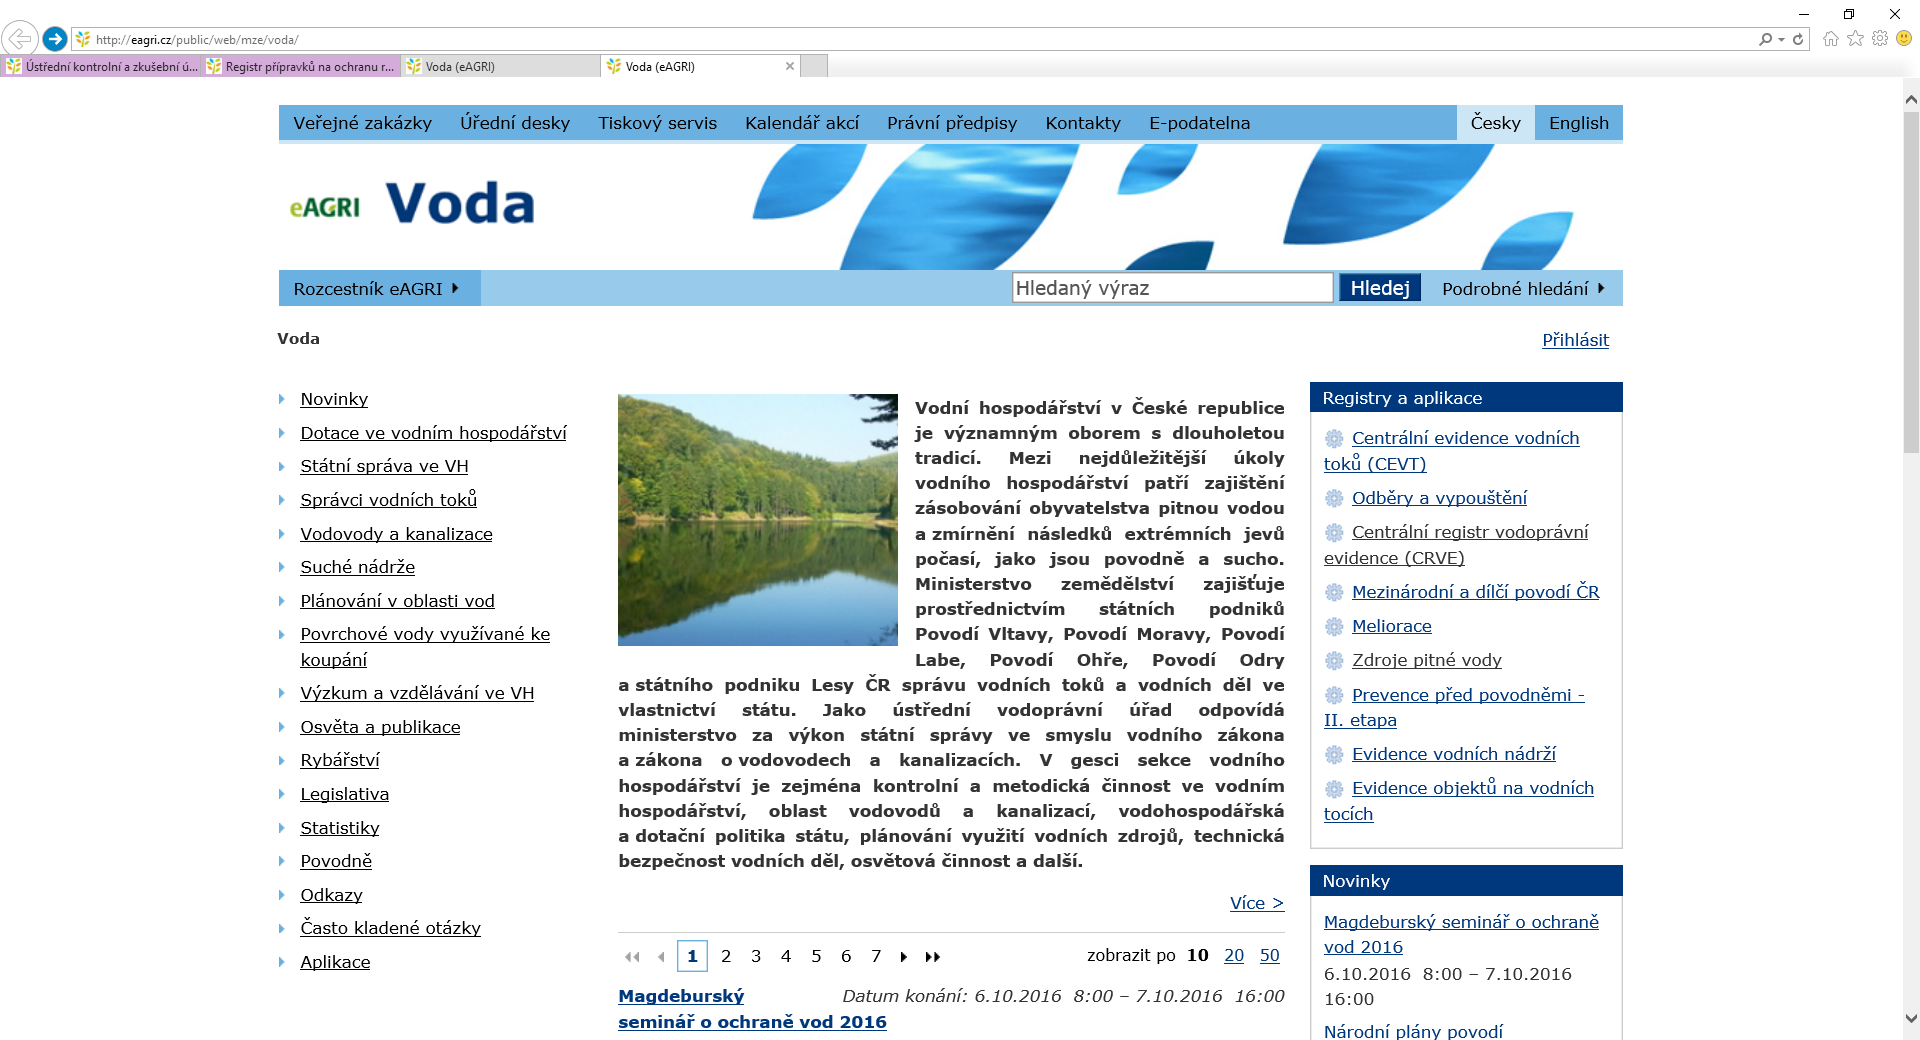 http://eagri.cz/public/web/mze/voda/
Ústřední kontrolní a zkušební ú...
Registr přípravků na ochranu r...
Voda (eAGRI)
Voda (eAGRI)
Veřejné zakázky Úřední desky Tiskový servis Kalendář akcí Právní předpisy Kontakty E-podatelna Česky English
eAGRI Voda
Rozcestník eAGRI Hledaný výraz Hledej Podrobné hledání
Voda
Přihlásit
Novinky
Dotace ve vodním hospodářství
Státní správa ve VH
Správci vodních toků
Vodovody a kanalizace
Suché nádrže
Plánování v oblasti vod
Povrchové vody využívané ke
koupání
Výzkum a vzdělávání ve VH
Osvěta a publikace
Rybářství
Legislativa
Statistiky
Povodně
Odkazy
Často kladené otázky
Aplikace
Vodní hospodářství v České republice
je významným oborem s dlouholetou
tradicí. Mezi nejdůležitější úkoly
vodního hospodářství patří zajištění
zásobování obyvatelstva pitnou vodou
a zmírnění následků extrémních jevů
počasí, jako jsou povodně a sucho.
Ministerstvo zemědělství zajišťuje
prostřednictvím státních podniků
Povodí Vltavy, Povodí Moravy, Povodí
Labe, Povodí Ohře, Povodí Odry
a státního podniku Lesy ČR správu vodních toků a vodních děl ve
vlastnictví státu. Jako ústřední vodoprávní úřad odpovídá
ministerstvo za výkon státní správy ve smyslu vodního zákona
a zákona o vodovodech a kanalizacích. V gesci sekce vodního
hospodářství je zejména kontrolní a metodická činnost ve vodním
hospodářství, oblast vodovodů a kanalizací, vodohospodářská
a dotační politika státu, plánování využití vodních zdrojů, technická
bezpečnost vodních děl, osvětová činnost a další.
Více >
1 2 3 4 5 6 7 zobrazit po 10 20 50
Magdeburský Datum konání: 6.10.2016 8:00 – 7.10.2016 16:00
seminář o ochraně vod 2016
Registry a aplikace
Centrální evidence vodních
toků (CEVT)
Odběry a vypouštění
Centrální registr vodoprávní
evidence (CRVE)
Mezinárodní a dílčí povodí ČR
Meliorace
Zdroje pitné vody
Prevence před povodněmi -
II. etapa
Evidence vodních nádrží
Evidence objektů na vodních
tocích
Novinky
Magdeburský seminář o ochraně
vod 2016
6.10.2016 8:00 – 7.10.2016
16:00
Národní plány povodí